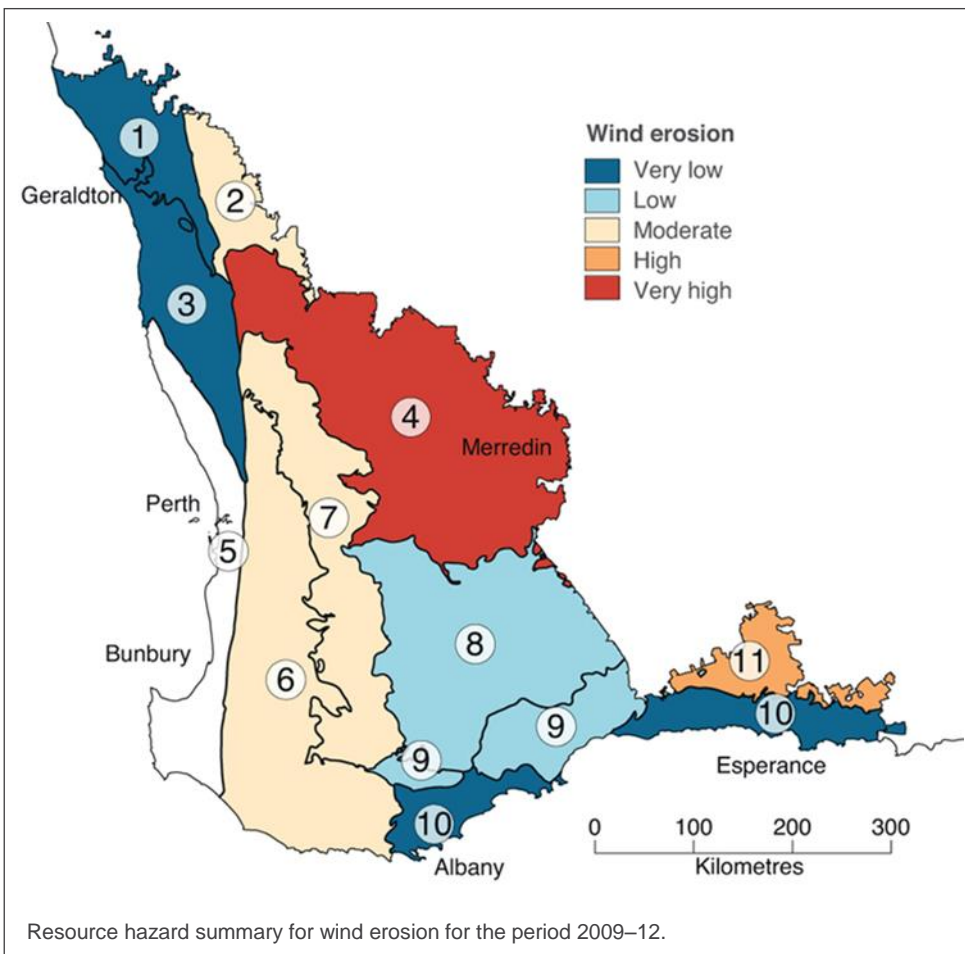 1
Geraldton
2
3
Wind erosion
Very low
Low
Moderate
High
Very high
4
Merredin
Perth
5
7
Bunbury
6
8
9
9
11
10
Esperance
10
Albany
0 100 200 300
Kilometres
Resource hazard summary for wind erosion for the period 2009–12.